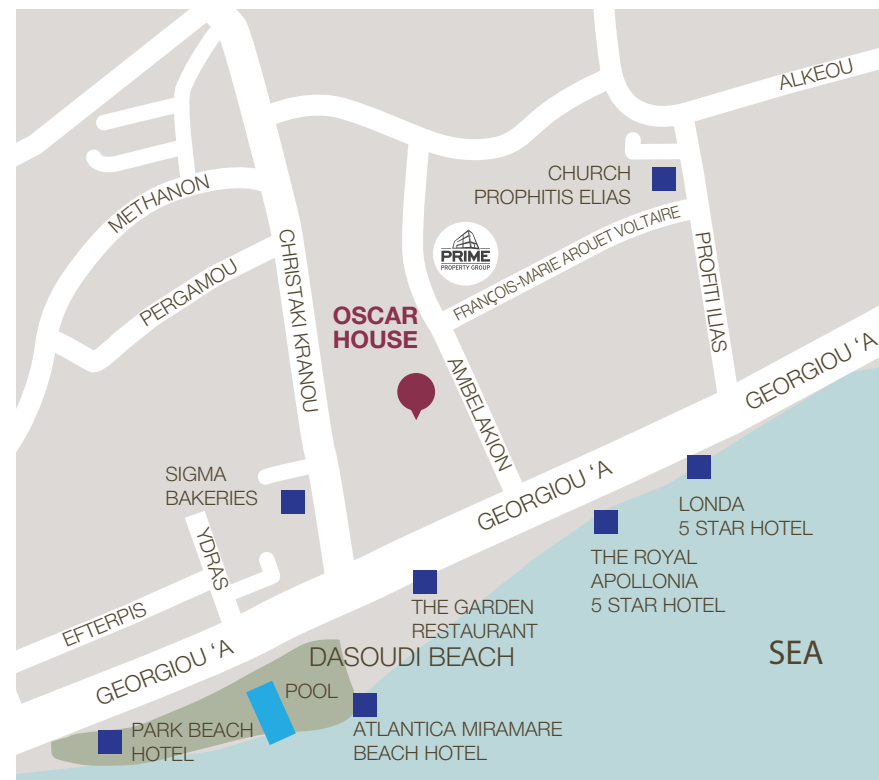 ALKEOU
CHURCH
PROPHITIS ELIAS
METHANON
PRIME
PROPERTY GROUP
FRANÇOIS-MARIE AROUET VOLTAIRE
PROFITI ILIAS
CHRISTAKI KRANOU
PERGAMOU
OSCAR
HOUSE
GEORGIOU ‘A
AMBELAKION
SIGMA
BAKERIES
GEORGIOU ‘A
LONDA
5 STAR HOTEL
YDRAS
THE ROYAL
APOLLONIA
5 STAR HOTEL
EFTERPIS
THE GARDEN
RESTAURANT
GEORGIOU ‘A
DASOUDI BEACH
SEA
POOL
PARK BEACH
HOTEL
ATLANTICA MIRAMARE
BEACH HOTEL